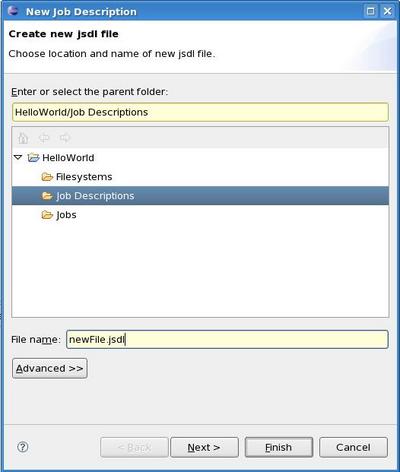 New Job Description
Create new jsdl file
Choose location and name of new jsdl file.
Enter or select the parent folder:
HelloWorld/Job Descriptions
HelloWorld
Filesystems
Job Descriptions
Jobs
File name: newFile.jsdl
Advanced >>
? < Back Next > Finish Cancel